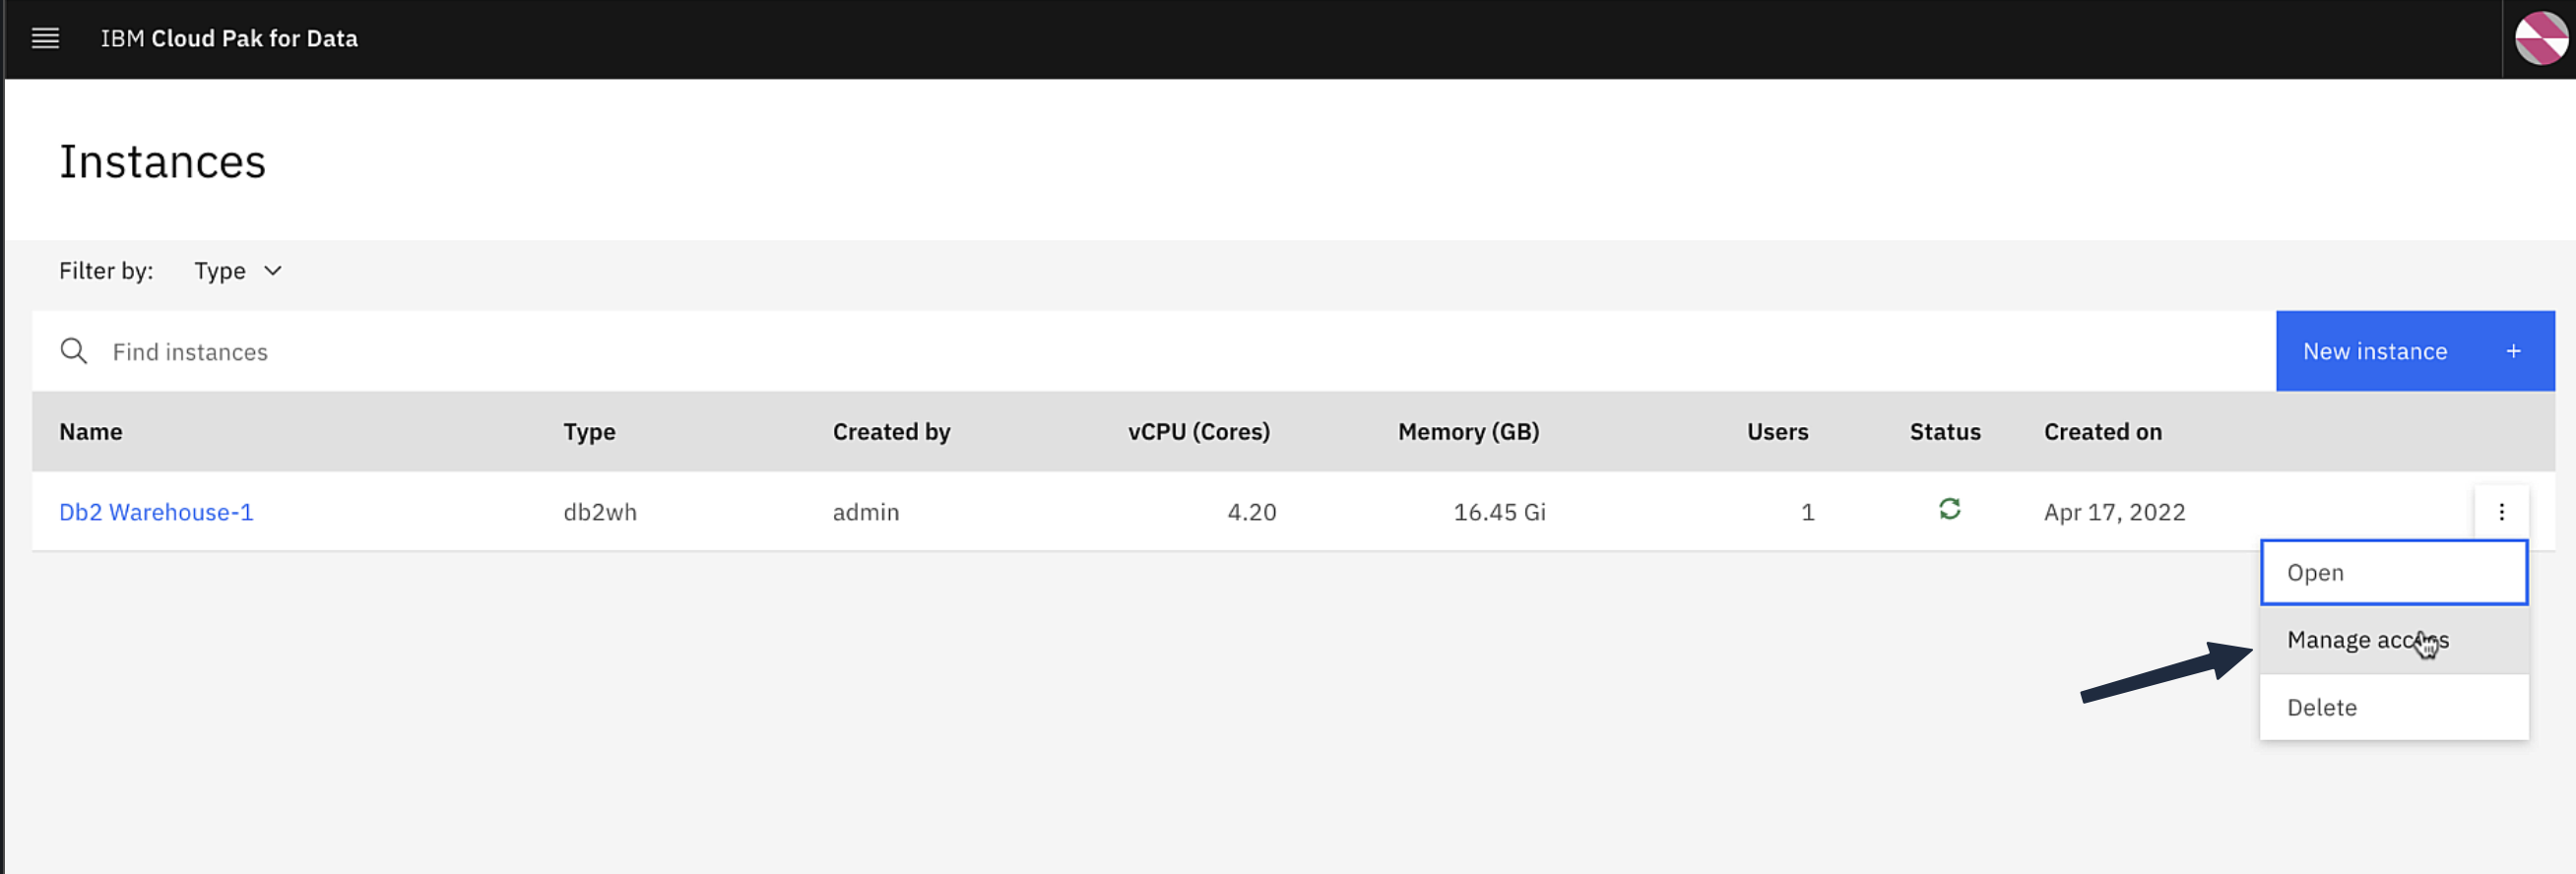 IBM Cloud Pak for Data
Instances
Filter by: Type
Find instances
New instance +
Name Type Created by vCPU (Cores) Memory (GB) Users Status Created on
Db2 Warehouse-1 db2wh admin 4.20 16.45 Gi 1 Apr 17, 2022
Open
Manage access
Delete